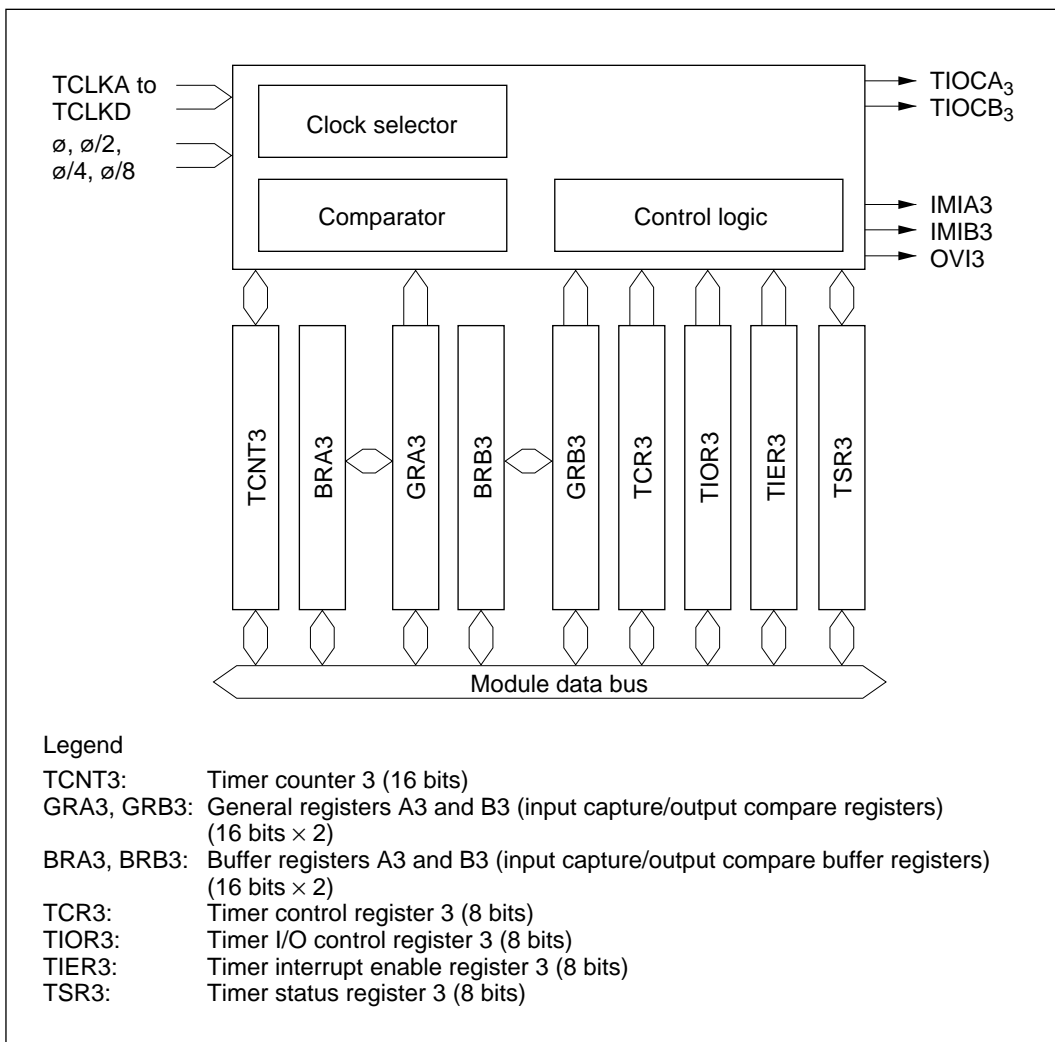 TCLKA to
TCLKD
ø, ø/2,
ø/4, ø/8
Clock selector
Comparator
Control logic
TIOCA3
TIOCB3
IMIA3
IMIB3
OVI3
TCNT3
BRA3
GRA3
BRB3
GRB3
TCR3
TIOR3
TIER3
TSR3
Module data bus
Legend
TCNT3: Timer counter 3 (16 bits)
GRA3, GRB3: General registers A3 and B3 (input capture/output compare registers)
(16 bits × 2)
BRA3, BRB3: Buffer registers A3 and B3 (input capture/output compare buffer registers)
(16 bits × 2)
TCR3: Timer control register 3 (8 bits)
TIOR3: Timer I/O control register 3 (8 bits)
TIER3: Timer interrupt enable register 3 (8 bits)
TSR3: Timer status register 3 (8 bits)